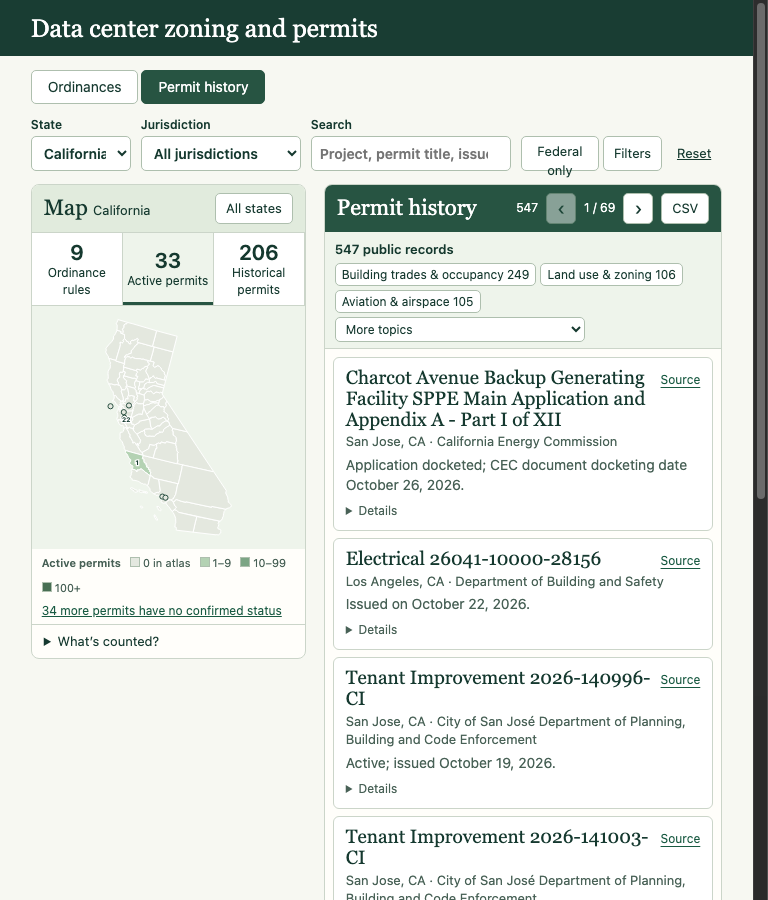 Data center zoning and permits
Ordinances
Permit history
State
Jurisdiction
Search
California
All jurisdictions
Project, permit title, issue
Federal
only
Filters
Reset
Map California
All states
9
Ordinance
rules
33
Active permits
206
Historical
permits
22
1
Active permits 0 in atlas 1–9 10–99
100+
34 more permits have no confirmed status
What's counted?
Permit history
547
‹
1 / 69
›
CSV
547 public records
Building trades & occupancy 249
Land use & zoning 106
Aviation & airspace 105
More topics
Charcot Avenue Backup Generating
Facility SPPE Main Application and
Appendix A - Part I of XII
Source
San Jose, CA · California Energy Commission
Application docketed; CEC document docketing date
October 26, 2026.
Details
Electrical 26041-10000-28156
Source
Los Angeles, CA · Department of Building and Safety
Issued on October 22, 2026.
Details
Tenant Improvement 2026-140996-
CI
Source
San Jose, CA · City of San José Department of Planning,
Building and Code Enforcement
Active; issued October 19, 2026.
Details
Tenant Improvement 2026-141003-
CI
Source
San Jose, CA · City of San José Department of Planning,
Building and Code Enforcement